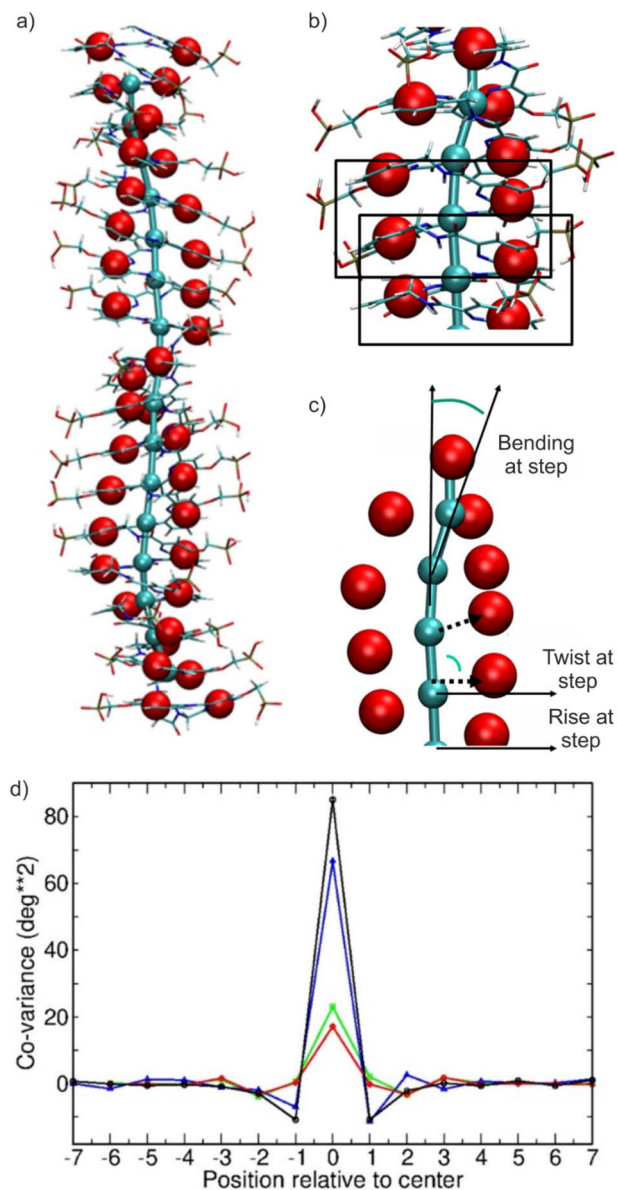 a)
b)
c)
Bending
at step
Twist at
step
Rise at
step
d)
Co-variance (deg**2)
80
60
40
20
0
-7 -6 -5 -4 -3 -2 -1 0 1 2 3 4 5 6 7
Position relative to center